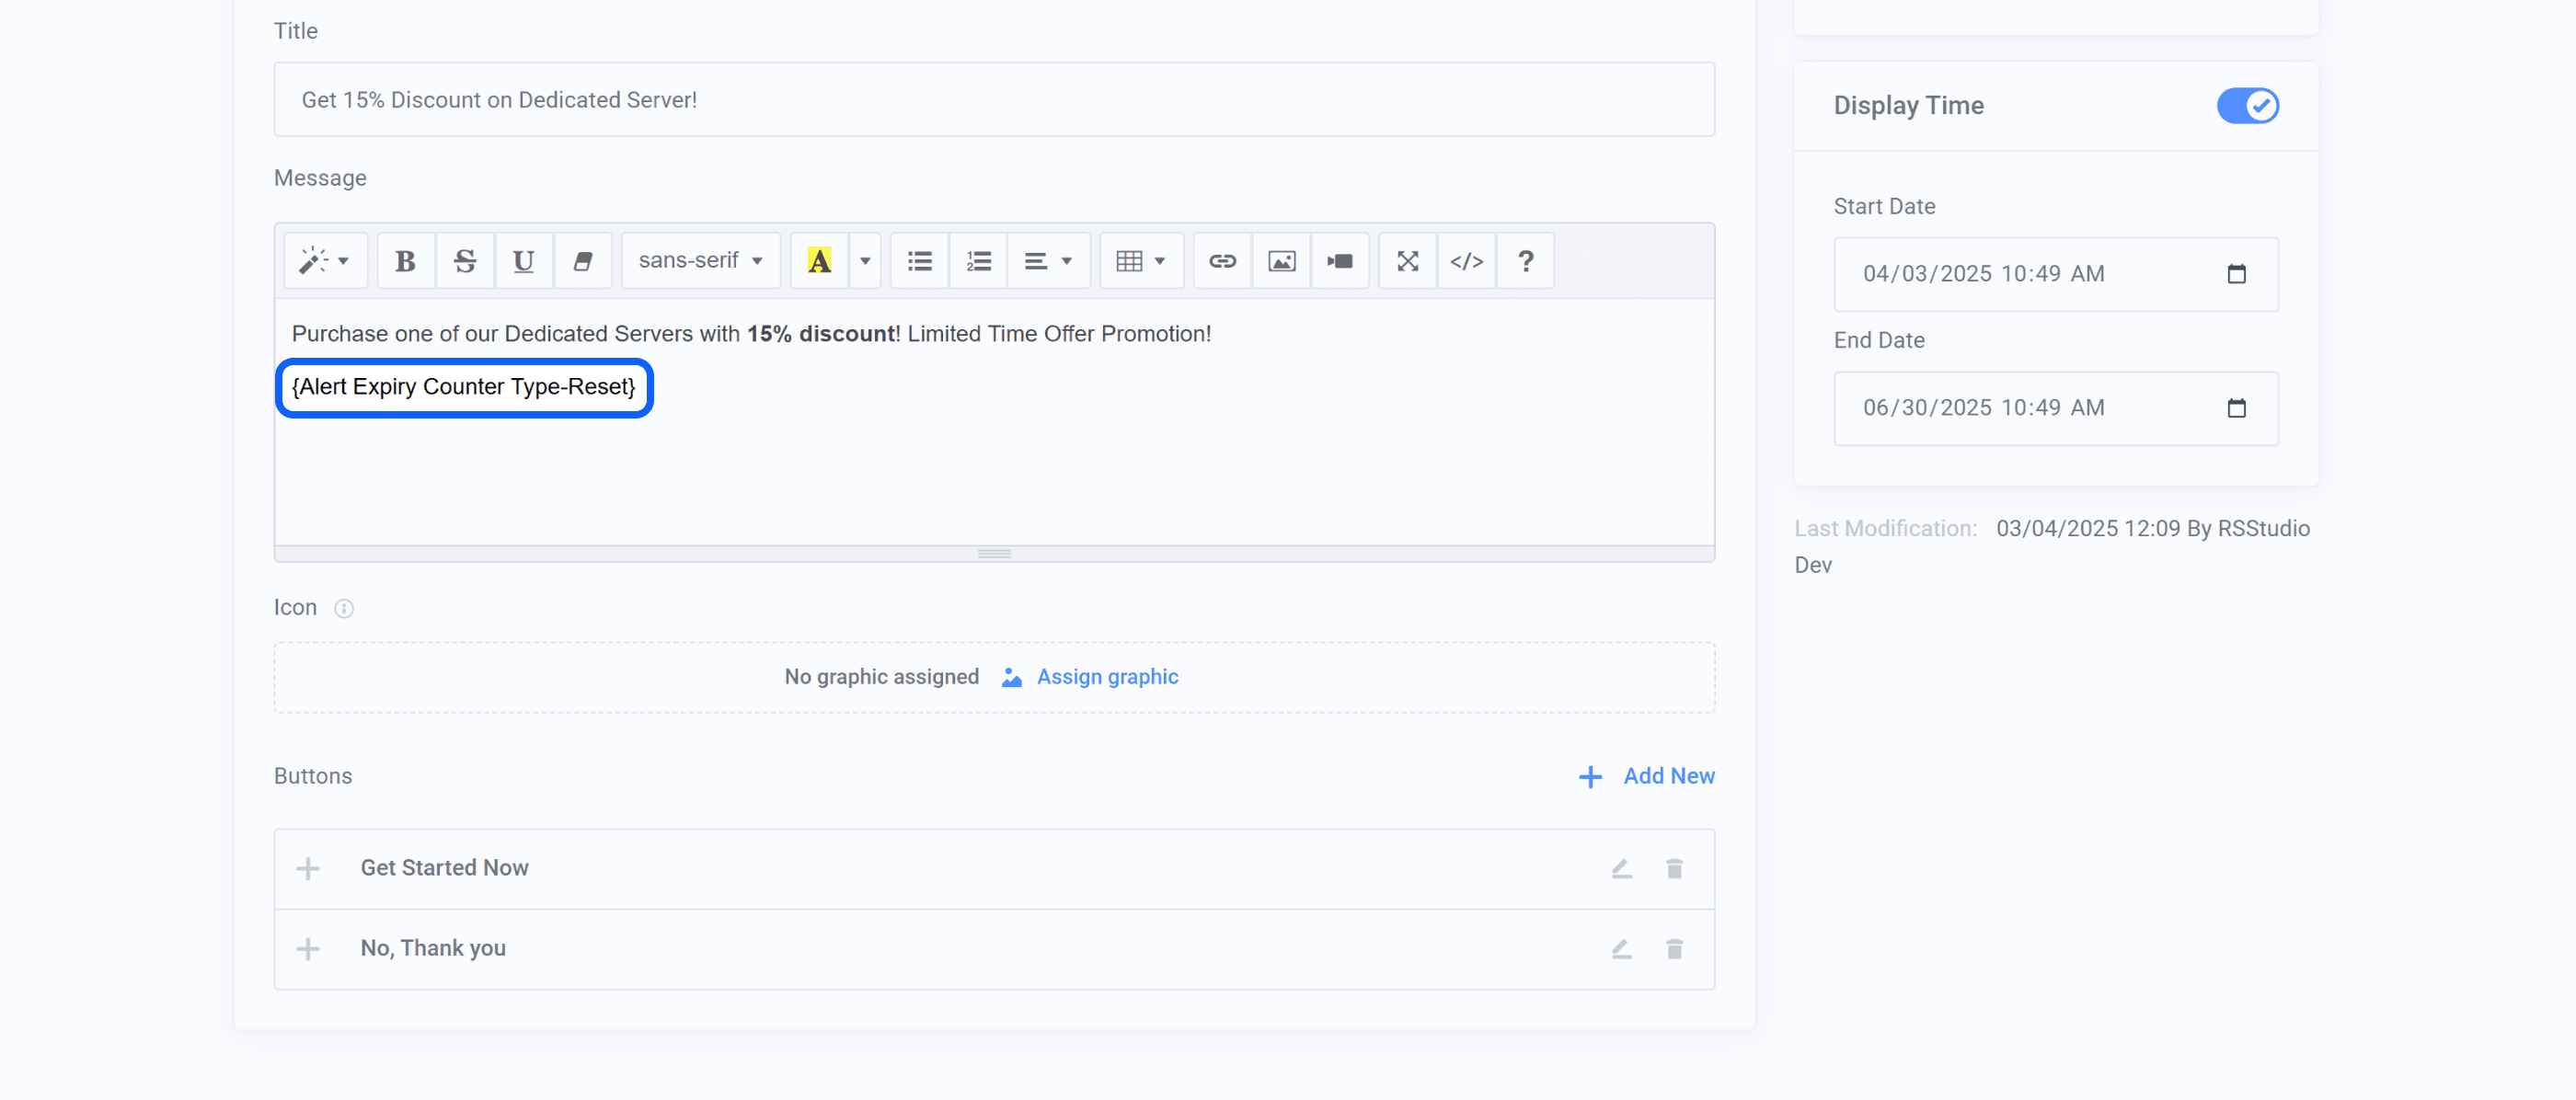 Title
Get 15% Discount on Dedicated Server!
Message
B S U sans-serif A </> ?
Purchase one of our Dedicated Servers with 15% discount! Limited Time Offer Promotion!
{Alert Expiry Counter Type-Reset}
Icon
No graphic assigned Assign graphic
Buttons
Add New
Get Started Now
No, Thank you
Display Time
Start Date
04/03/2025 10:49 AM
End Date
06/30/2025 10:49 AM
Last Modification: 03/04/2025 12:09 By RSStudio
Dev